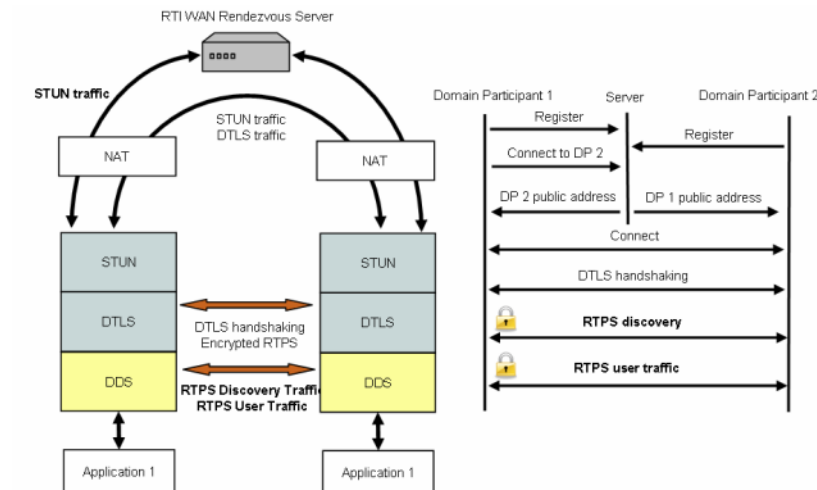 RTI WAN Rendezvous Server
STUN traffic
STUN traffic
DTLS traffic
NAT
NAT
STUN
STUN
DTLS
DTLS
DTLS handshaking
Encrypted RTPS
DDS
DDS
RTPS Discovery Traffic
RTPS User Traffic
Application 1
Application 1
Domain Participant 1
Server
Domain Participant 2
Register
Register
Connect to DP 2
DP 2 public address
DP 1 public address
Connect
DTLS handshaking
RTPS discovery
RTPS user traffic